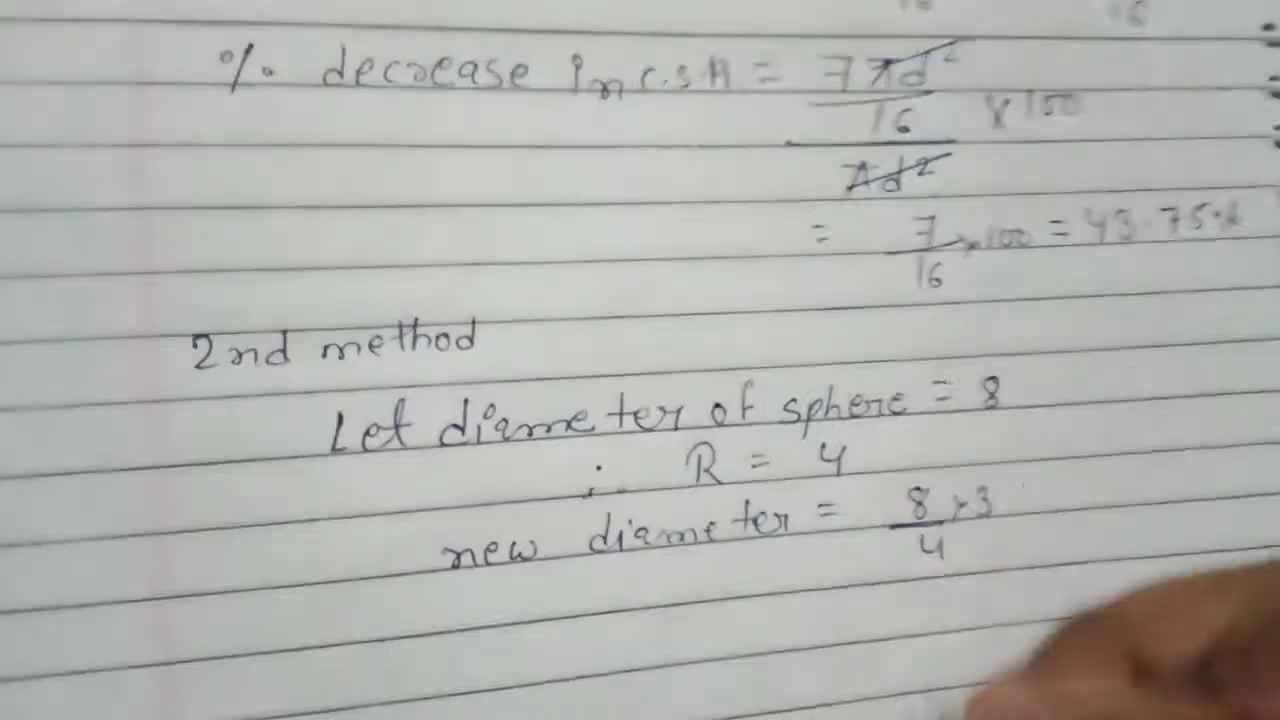 % decrease in C.S.A = 7πd²
16 × 100
πd²
= 7/16 × 100 = 43.75%
2nd method
Let diameter of sphere = 8
∴ R = 4
new diameter = 8/4 × 3